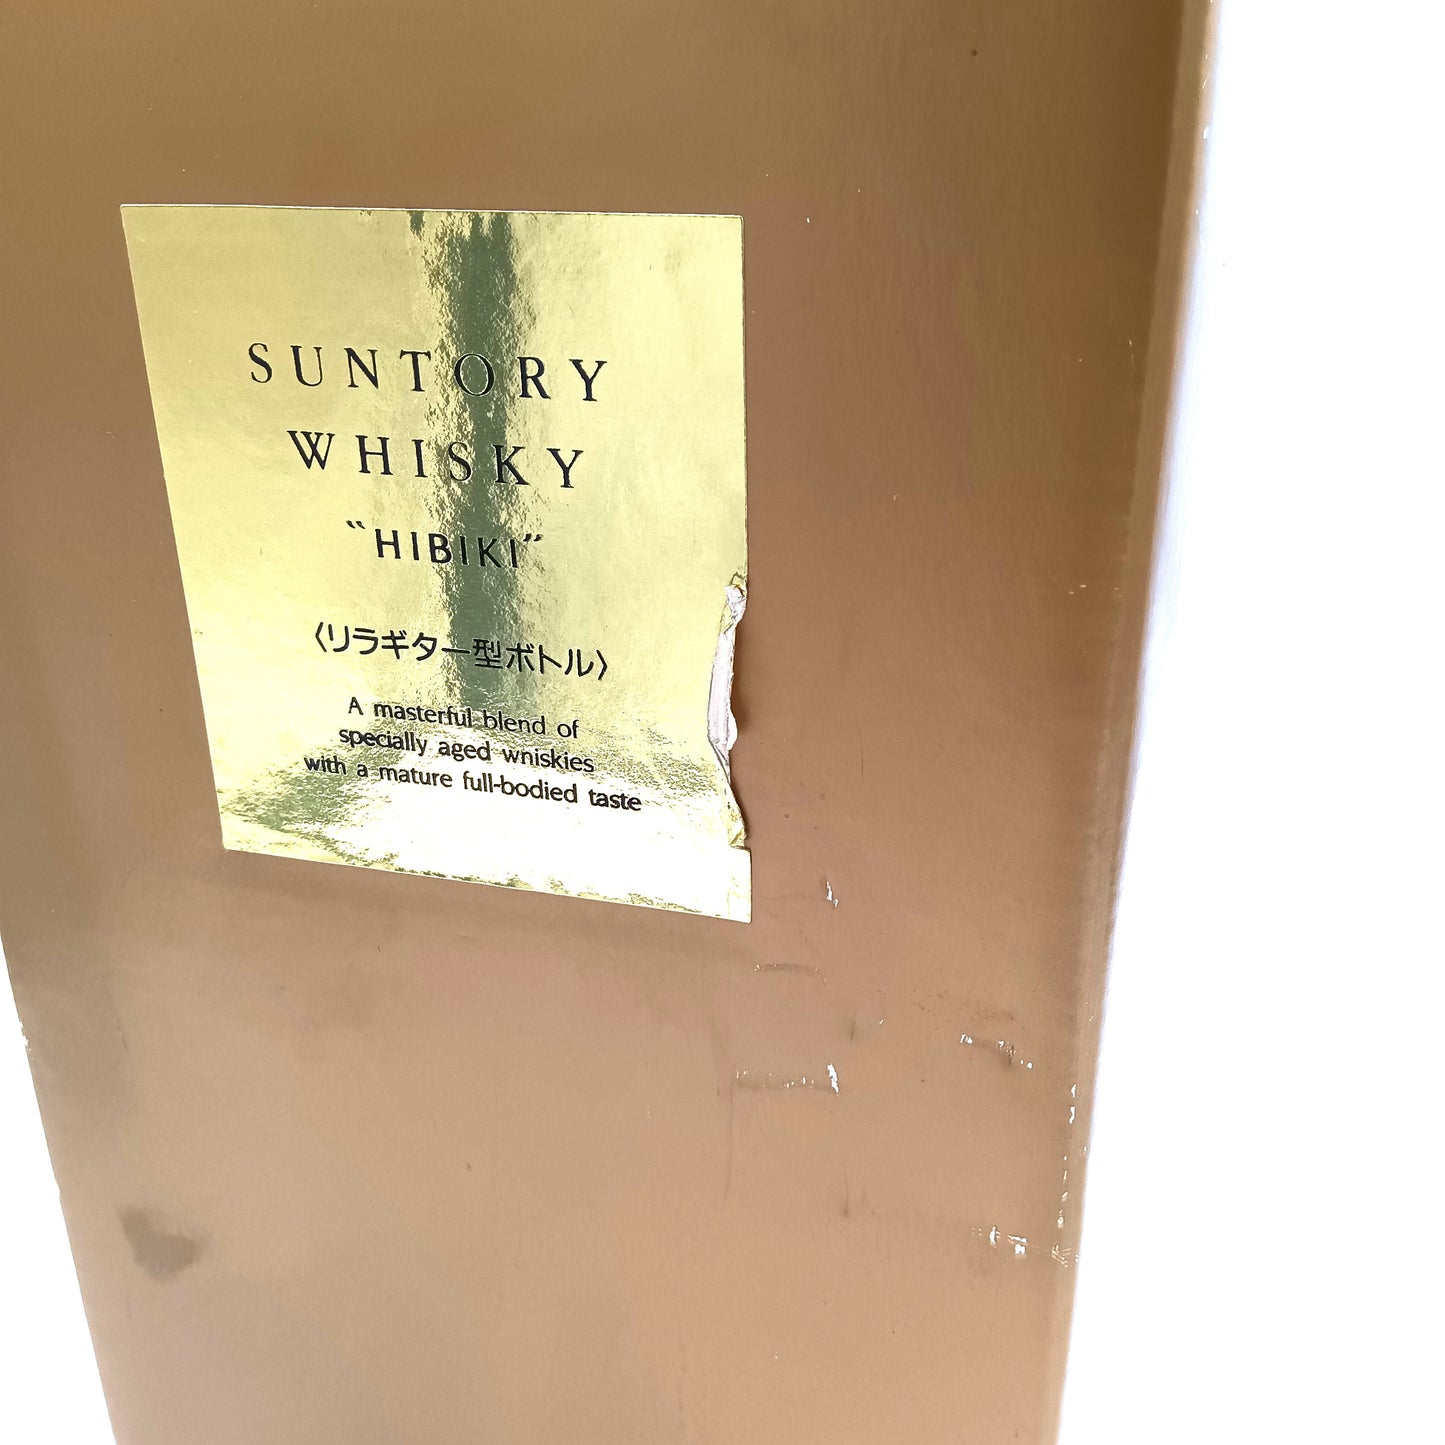 SUNTORY
WHISKY
“HIBIKI”
〈リラギター型ボトル〉
A masterful blend of
specially aged whiskies
with a mature full-bodied taste